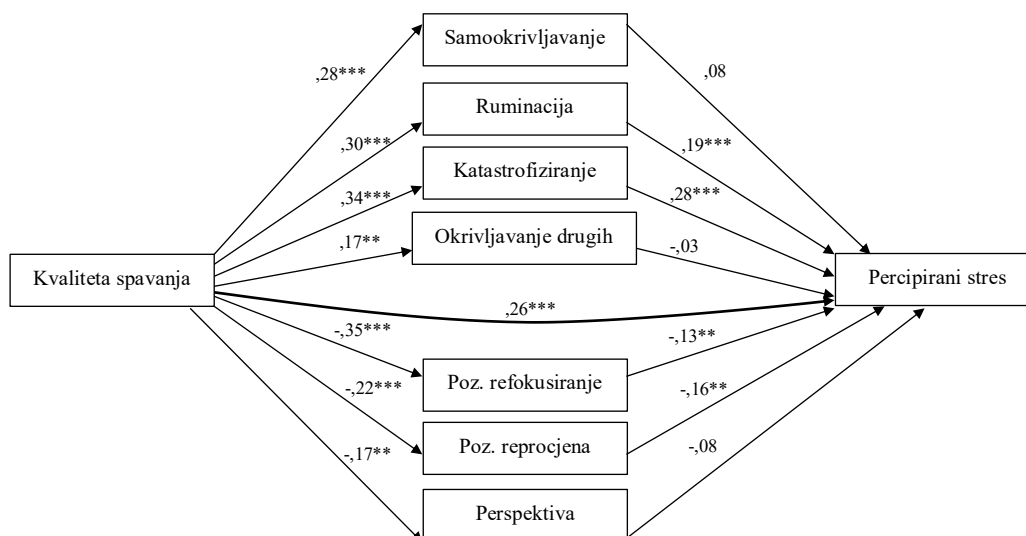 Samookrivljavanje
,28***
,08
Ruminacija
,30***
,19***
Katastrofiziranje
,34***
,28***
Okrivljavanje drugih
,17**
-,03
Kvaliteta spavanja
Percipirani stres
,26***
-,35***
-,13**
Poz. refokusiranje
-,22***
-,16**
Poz. reprocjena
-,17**
-,08
Perspektiva